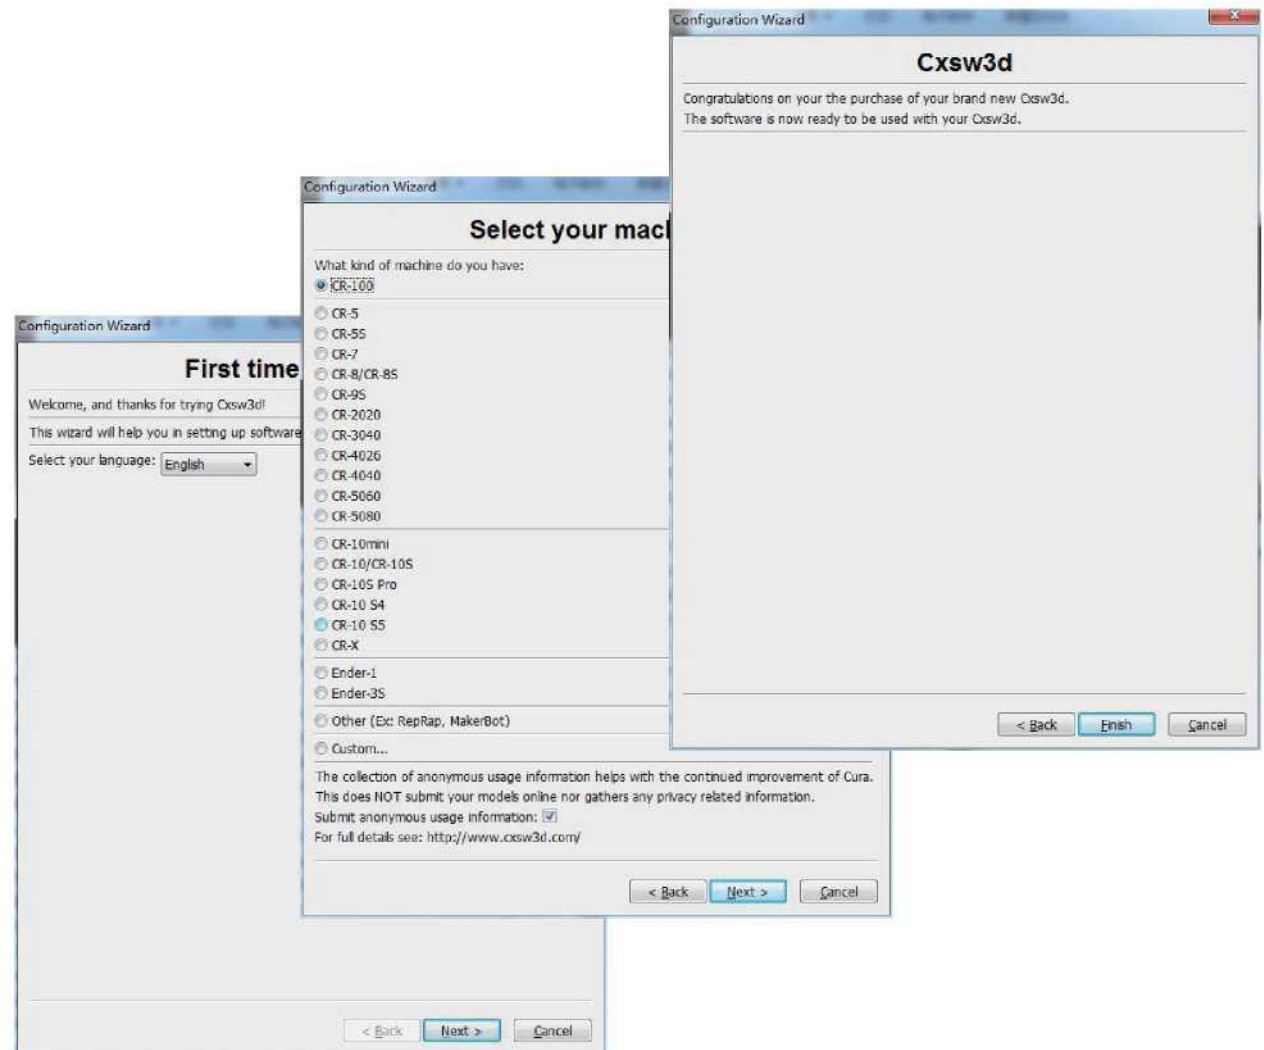 Configuration Wizard
First time
Welcome, and thanks for trying Cxsw3d!
This wizard will help you in setting up software
Select your language: English
< Back
Next >
Cancel
Configuration Wizard
Select your
What kind of machine do you have:
CR-100
CR-5
CR-5S
CR-7
CR-8/CR-8S
CR-9S
CR-2020
CR-3040
CR-4026
CR-4040
CR-5060
CR-5080
CR-10mini
CR-10/CR-10S
CR-10S Pro
CR-10 S4
CR-10 S5
CR-X
Ender-1
Ender-3S
Other (Ex: RepRap, MakerBot)
Custom...
The collection of anonymous usage information helps with the continued improvement of Cura.
This does NOT submit your models online nor gathers any privacy related information.
Submit anonymous usage information:
For full details see: http://www.cxsw3d.com/
< Back
Next >
Cancel
Configuration Wizard
Cxsw3d
Congratulations on your the purchase of your brand new Cxsw3d.
The software is now ready to be used with your Cxsw3d.
< Back
Finish
Cancel